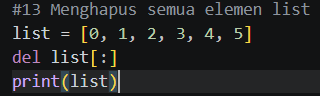 #13 Menghapus semua elemen list
list = [0, 1, 2, 3, 4, 5]
del list[:]
print(list)